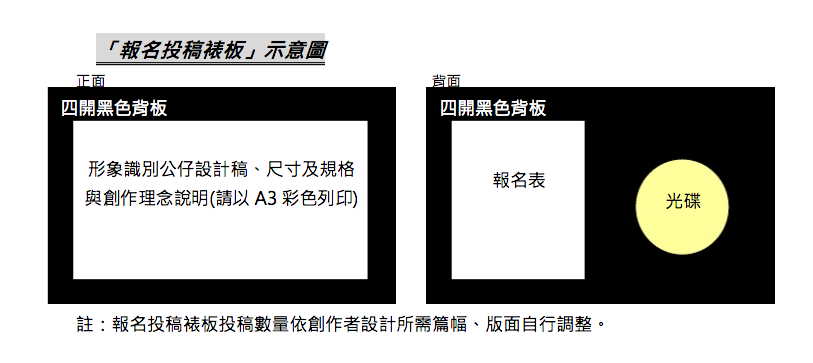 「報名投稿裱板」示意圖
正面
四開黑色背板
形象識別公仔設計稿、尺寸及規格
與創作理念說明(請以 A3 彩色列印)
背面
四開黑色背板
報名表
光碟
註：報名投稿裱板投稿數量依創作者設計所需篇幅、版面自行調整。